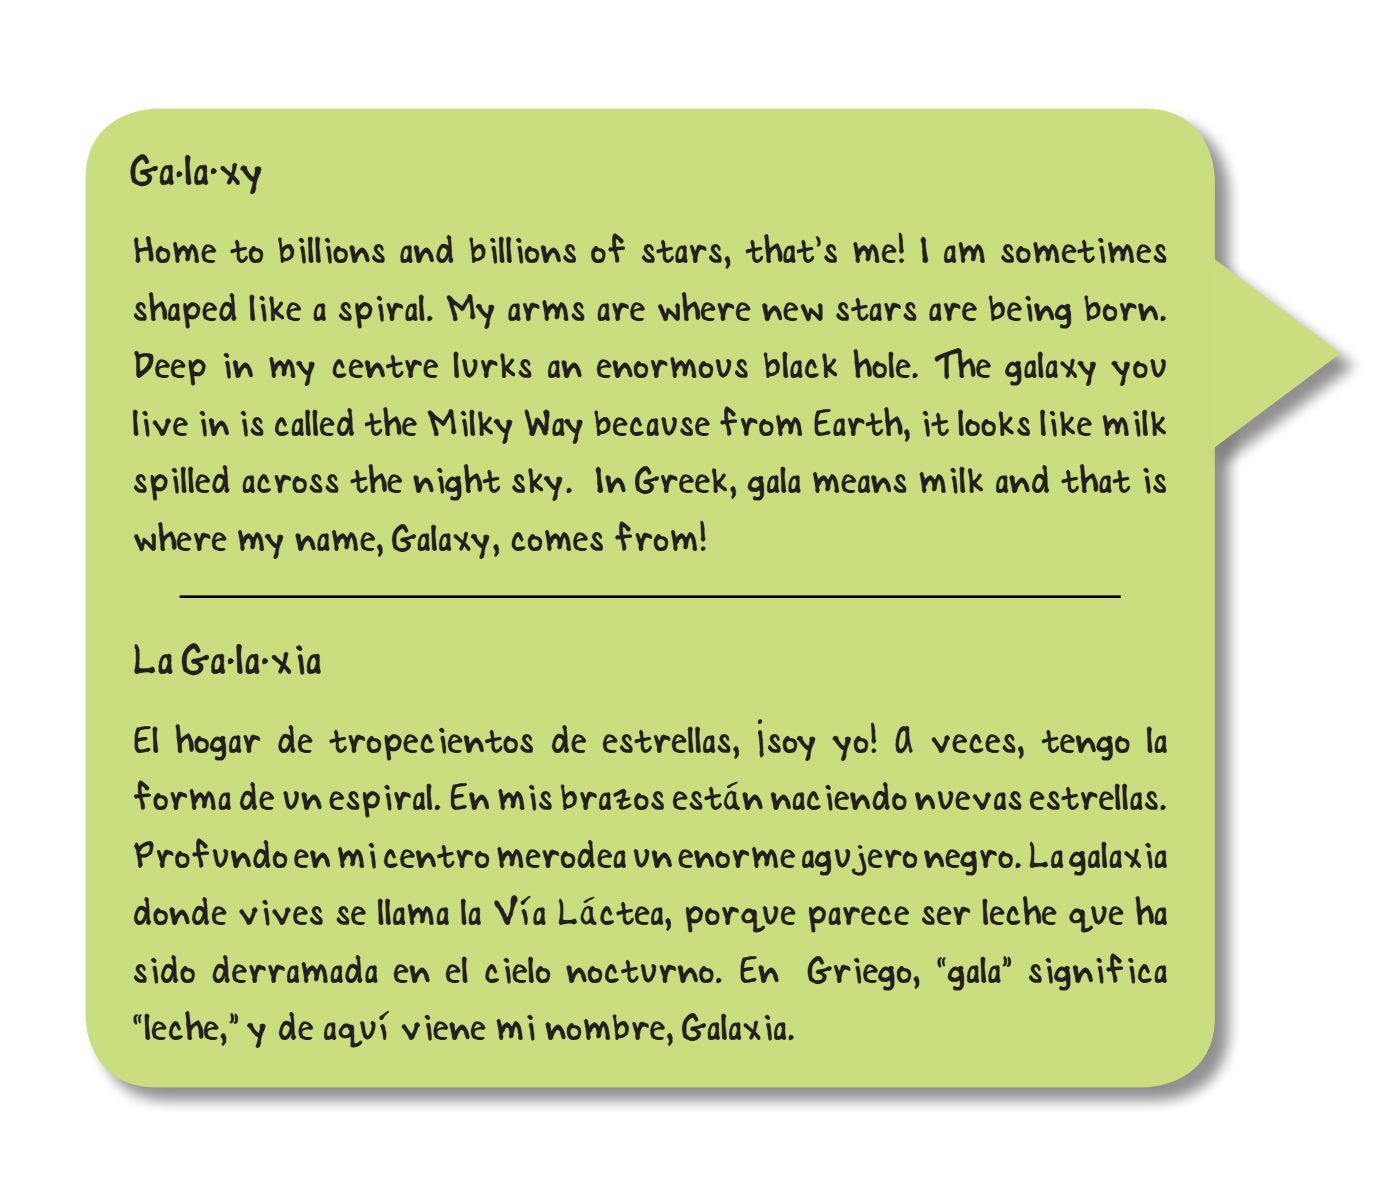 Ga·la·xy
Home to billions and billions of stars, that's me! I am sometimes
shaped like a spiral. My arms are where new stars are being born.
Deep in my centre lurks an enormous black hole. The galaxy you
live in is called the Milky Way because from Earth, it looks like milk
spilled across the night sky. In Greek, gala means milk and that is
where my name, Galaxy, comes from!
La Ga·la·xia
El hogar de tropecientos de estrellas, ¡soy yo! A veces, tengo la
forma de un espiral. En mis brazos están naciendo nuevas estrellas.
Profundo en mi centro merodea un enorme agujero negro. La galaxia
donde vives se llama la Vía Láctea, porque parece ser leche que ha
sido derramada en el cielo nocturno. En Griego, “gala” significa
“leche,” y de aquí viene mi nombre, Galaxia.